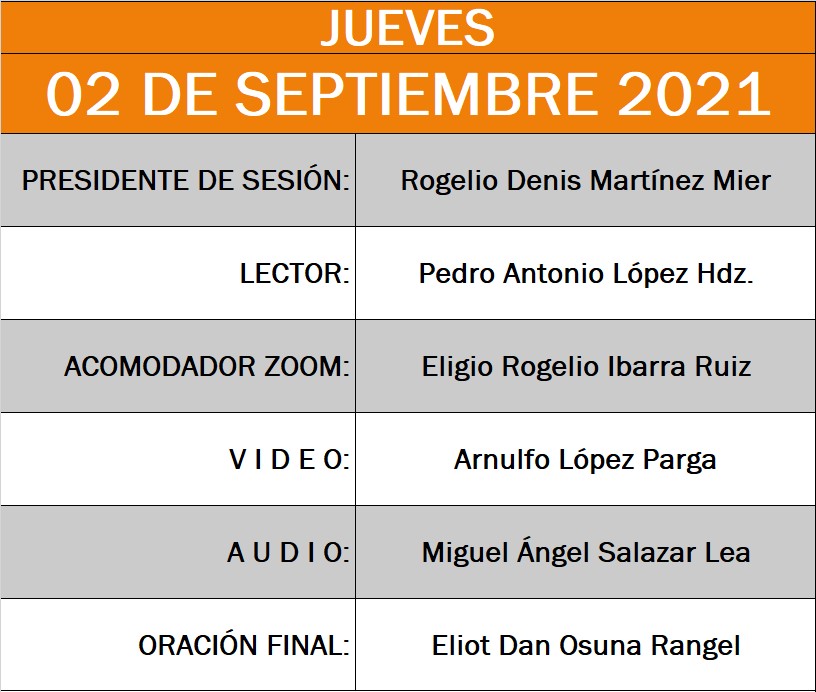 JUEVES
02 DE SEPTIEMBRE 2021
PRESIDENTE DE SESIÓN: Rogelio Denis Martínez Mier
LECTOR: Pedro Antonio López Hdz.
ACOMODADOR ZOOM: Eligio Rogelio Ibarra Ruiz
V I D E O: Arnulfo López Parga
A U D I O: Miguel Ángel Salazar Lea
ORACIÓN FINAL: Eliot Dan Osuna Rangel